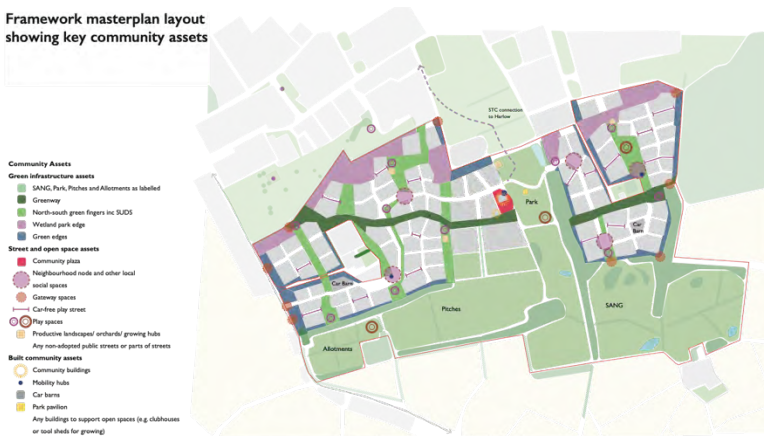 Framework masterplan layout
showing key community assets
Community Assets
Green infrastructure assets
SANG, Park, Pitches and Allotments as labelled
Greenway
North-south green fingers inc SUDS
Wetland park edge
Green edges
Street and open space assets
Community plaza
Neighbourhood node and other local
social spaces
Gateway spaces
Car-free play street
Play spaces
Productive landscapes/ orchards/ growing hubs
Any non-adopted public streets or parts of streets
Built community assets
Community buildings
Mobility hubs
Car barns
Park pavilion
Any buildings to support open spaces (e.g. clubhouses
or tool sheds for growing)
STC connection
to Harlow
Park
Car
Barn
Car Barn
Pitches
SANG
Allotments